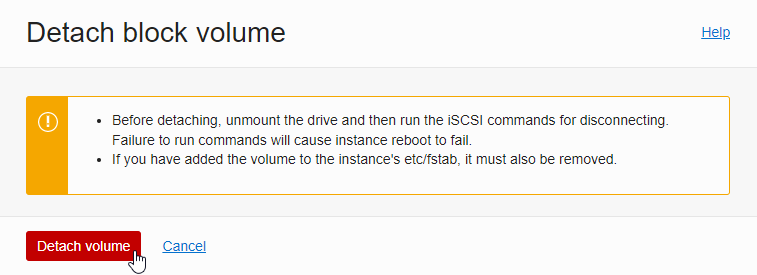 Detach block volume
Help
Before detaching, unmount the drive and then run the iSCSI commands for disconnecting.
Failure to run commands will cause instance reboot to fail.
If you have added the volume to the instance's etc/fstab, it must also be removed.
Detach volume
Cancel